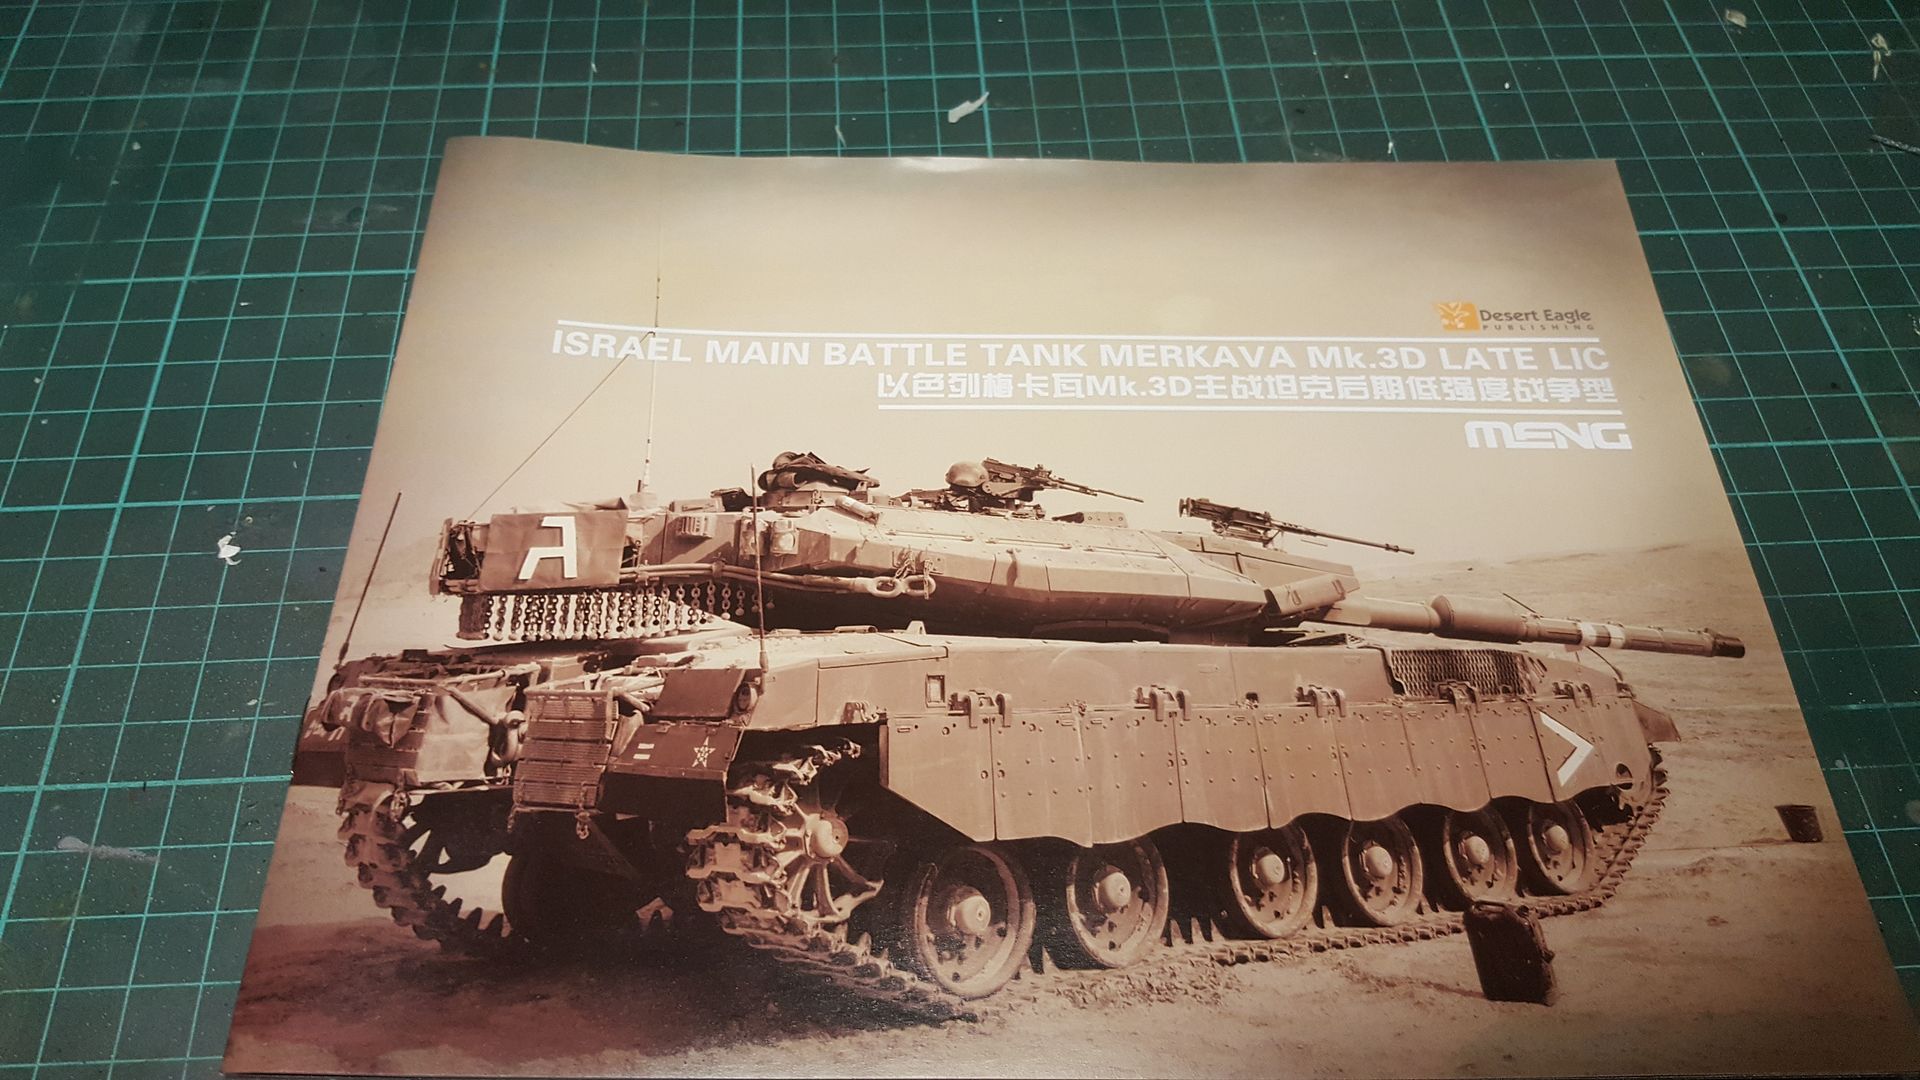 Desert Eagle
PUBLISHING
ISRAEL MAIN BATTLE TANK MERKAVA Mk.3D LATE LIC
以色列梅卡瓦Mk.3D主战坦克后期低强度战争型
MENG